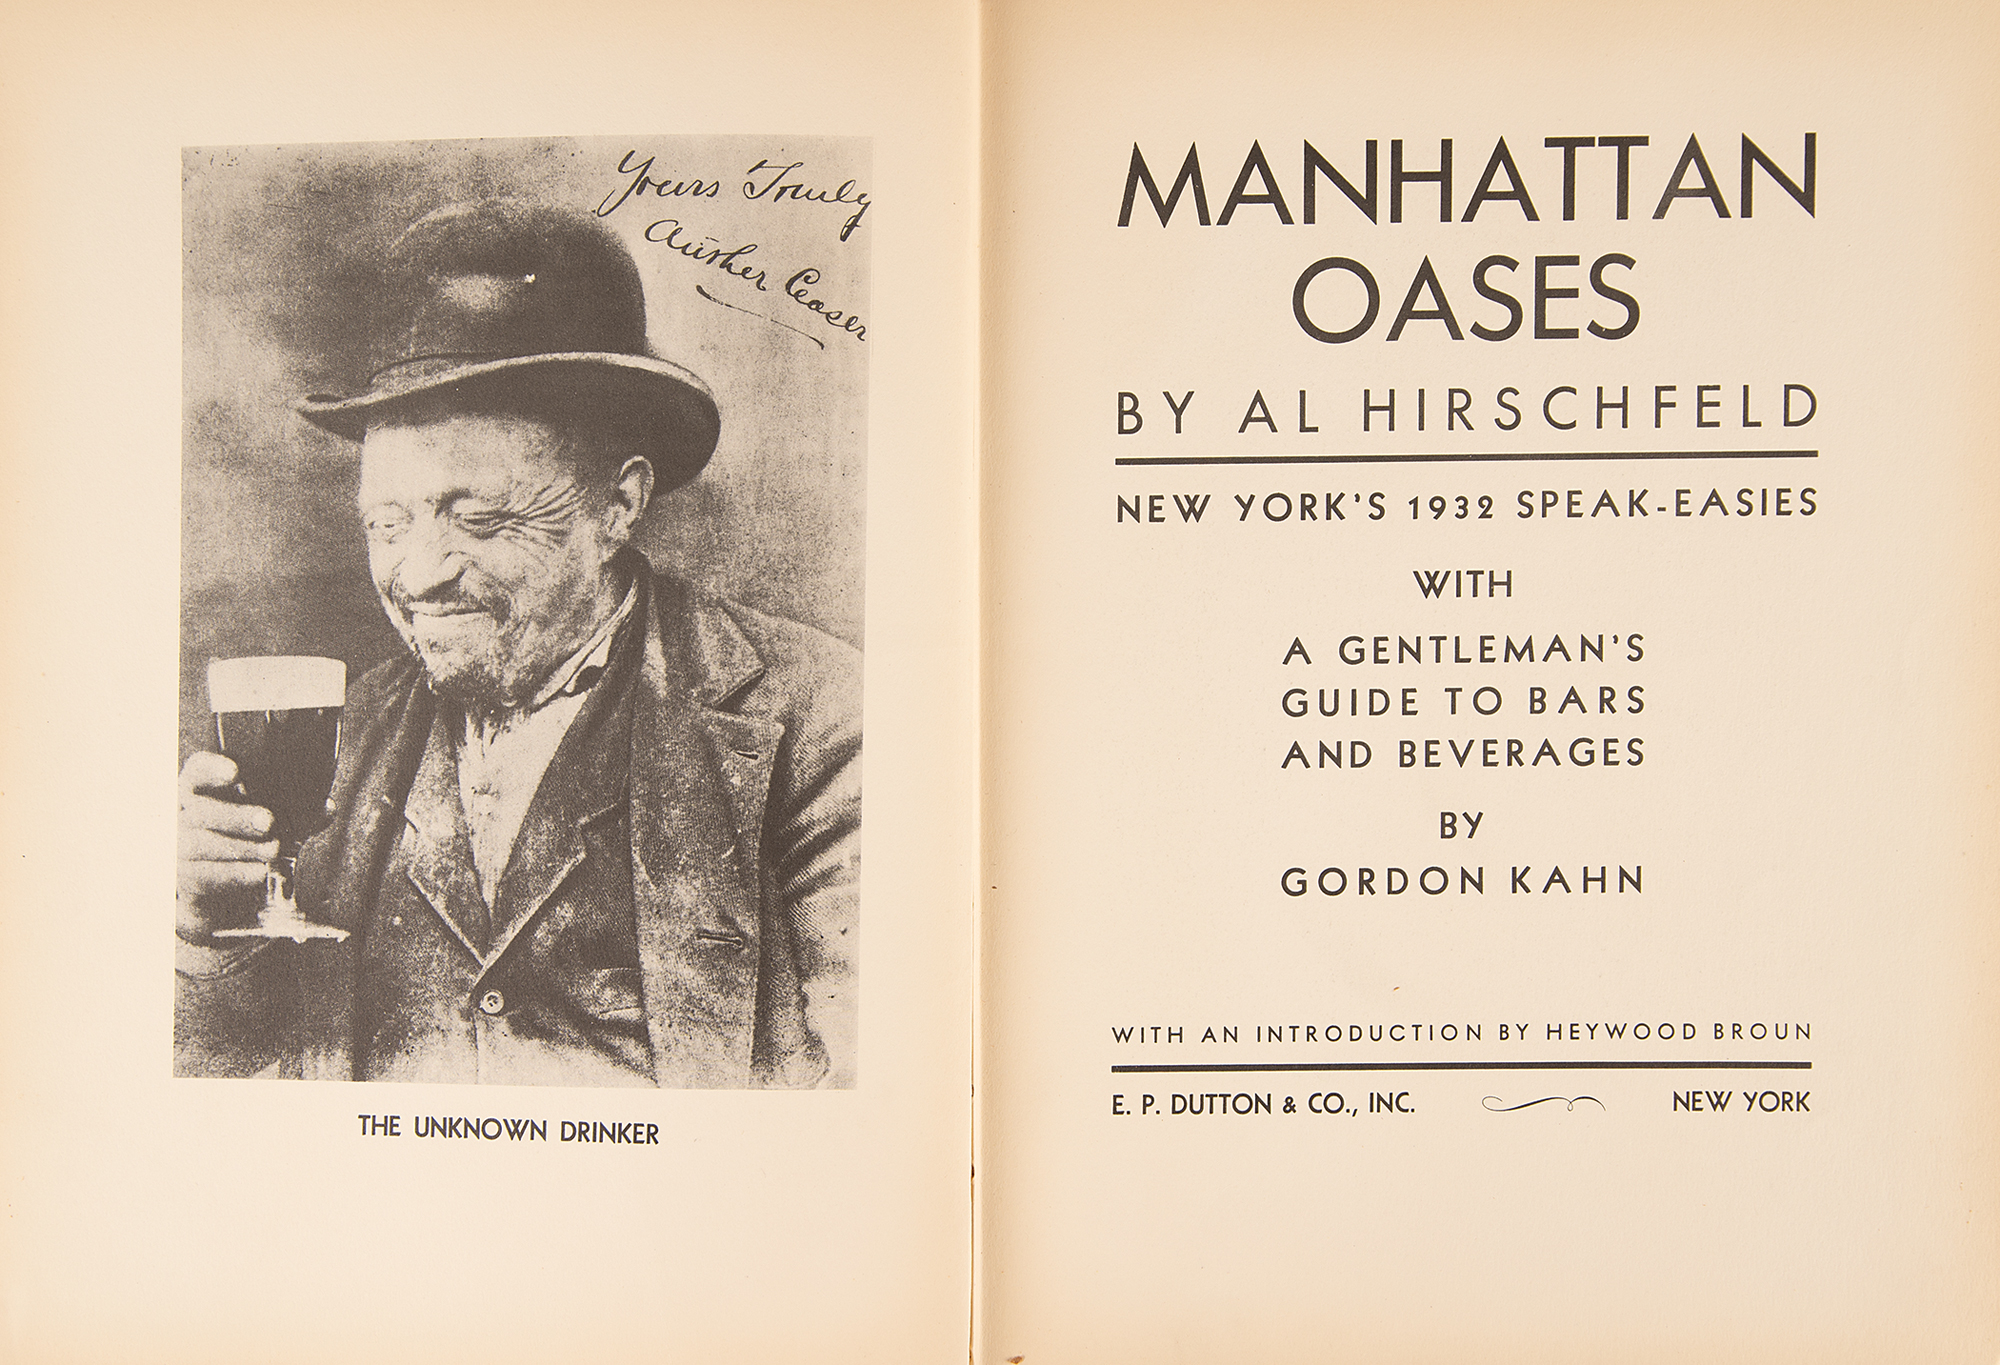 Yours Truly
Ausher Ceaser
THE UNKNOWN DRINKER
MANHATTAN
OASES
BY AL HIRSCHFELD
NEW YORK'S 1932 SPEAK-EASIES
WITH
A GENTLEMAN'S
GUIDE TO BARS
AND BEVERAGES
BY
GORDON KAHN
WITH AN INTRODUCTION BY HEYWOOD BROUN
E. P. DUTTON & CO., INC. NEW YORK